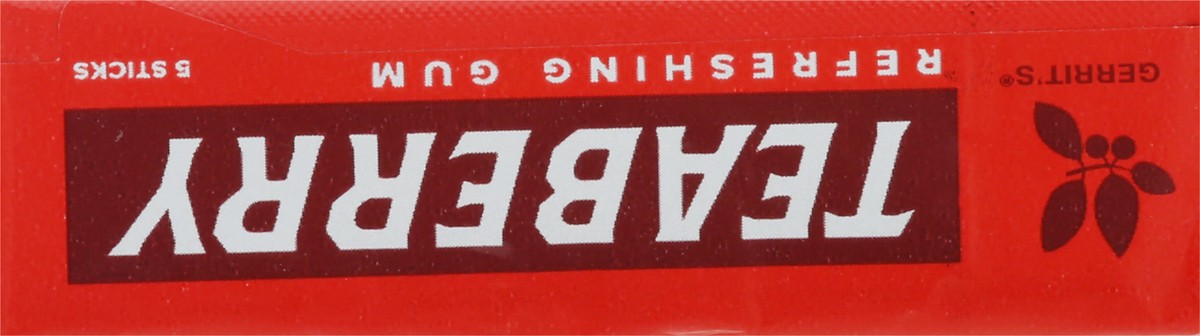 GERRIT'S®
TEABERRY
REFRESHING GUM
5 STICKS